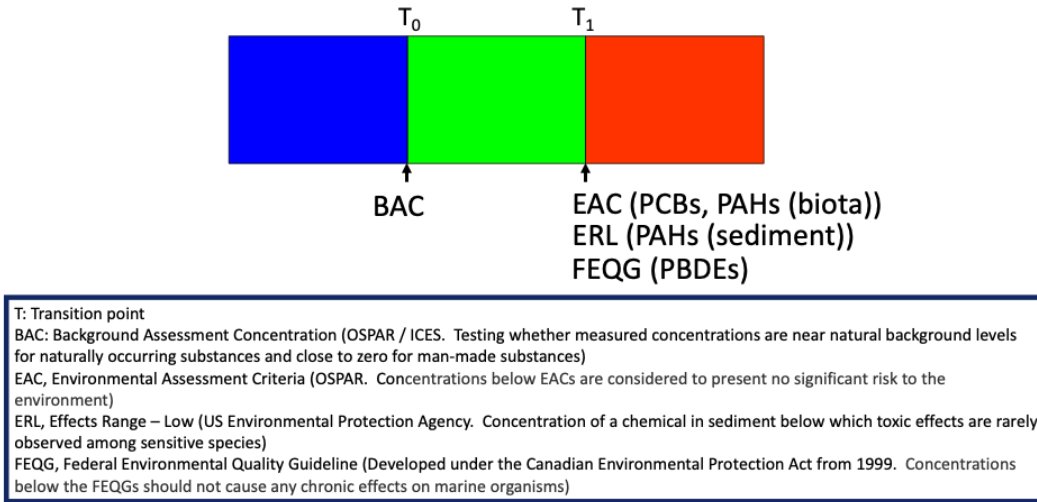 T0 T1
BAC
EAC (PCBs, PAHs (biota))
ERL (PAHs (sediment))
FEQG (PBDEs)
T: Transition point
BAC: Background Assessment Concentration (OSPAR / ICES. Testing whether measured concentrations are near natural background levels
for naturally occurring substances and close to zero for man-made substances)
EAC, Environmental Assessment Criteria (OSPAR. Concentrations below EACs are considered to present no significant risk to the
environment)
ERL, Effects Range – Low (US Environmental Protection Agency. Concentration of a chemical in sediment below which toxic effects are rarely
observed among sensitive species)
FEQG, Federal Environmental Quality Guideline (Developed under the Canadian Environmental Protection Act from 1999. Concentrations
below the FEQGs should not cause any chronic effects on marine organisms)